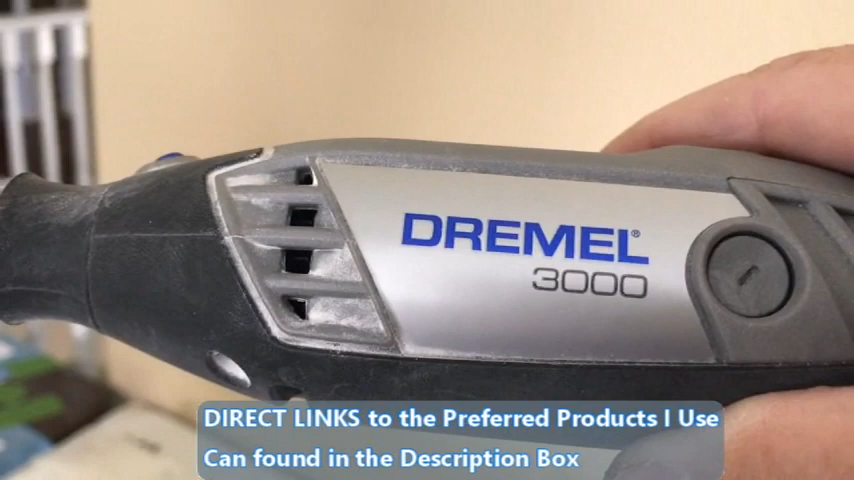 DREMEL®
3000
DIRECT LINKS to the Preferred Products I Use
Can found in the Description Box